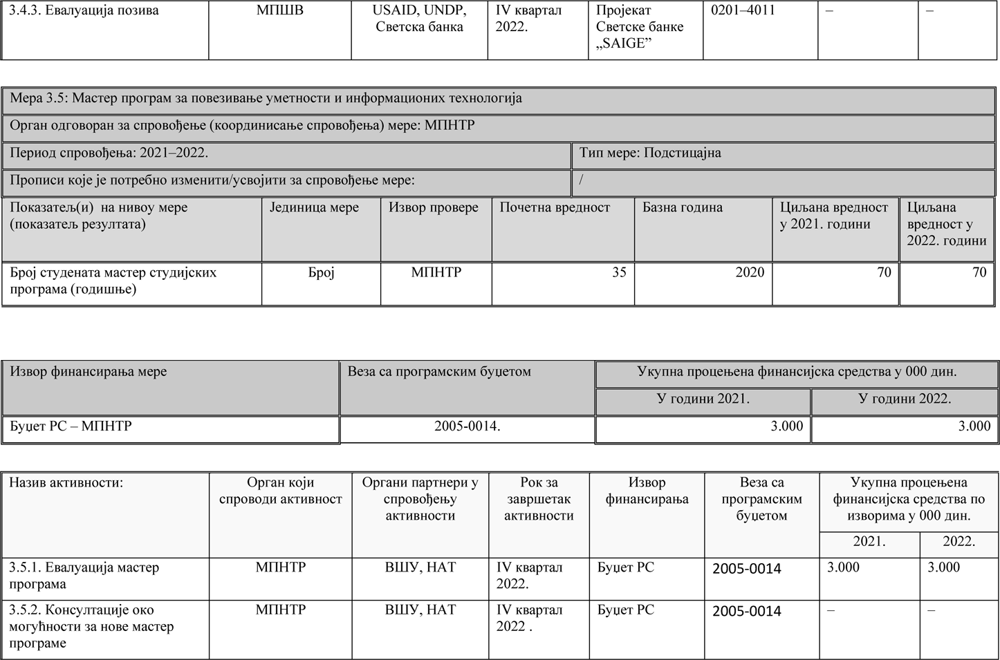 3.4.3. Евалуација позива МПШВ USAID, UNDP, IV квартал Пројекат 0201–4011 – –
Светска банка 2022. Светске банке
„SAIGE”
Мера 3.5: Мастер програм за повезивање уметности и информационих технологија
Орган одговоран за спровођење (координисање спровођења) мере: МПНТР
Период спровођења: 2021–2022. Тип мере: Подстицајна
Прописи које је потребно изменити/усвојити за спровођење мере: /
Показатељ(и) на нивоу мере Јединица мере Извор провере Почетна вредност Базна година Циљана вредност Циљана
(показатељ резултата) у 2021. години вредност у
2022. години
Број студената мастер студијских Број МПНТР 35 2020 70 70
програма (годишње)
Извор финансирања мере Веза са програмским буџетом Укупна процењена финансијска средства у 000 дин.
У години 2021. У години 2022.
Буџет РС – МПНТР 2005-0014. 3.000 3.000
Назив активности: Орган који Органи партнери у Рок за Извор Веза са Укупна процењена
спроводи активност спровођењу завршетак финансирања програмским финансијска средства по
активности активности буџетом изворима у 000 дин.
2021. 2022.
3.5.1. Евалуација мастер МПНТР ВШУ, НАТ IV квартал Буџет РС 2005-0014 3.000 3.000
програма 2022.
3.5.2. Консултације око МПНТР ВШУ, НАТ IV квартал Буџет РС 2005-0014 – –
могућности за нове мастер 2022 .
програме